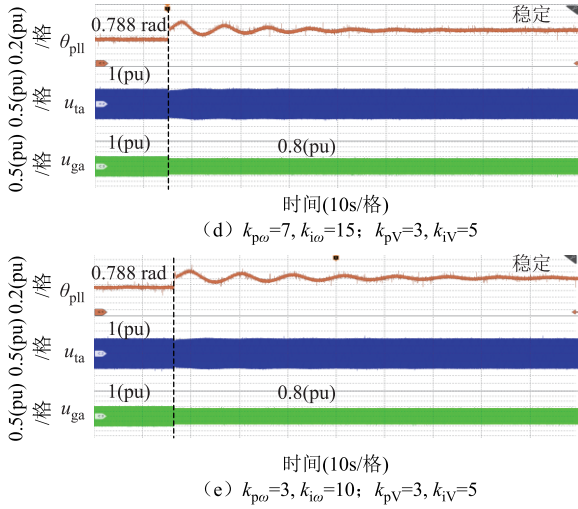 0.2(pu)/格
θpll
0.788 rad
稳定
0.5(pu)/格
uta
1(pu)
0.5(pu)/格
uga
1(pu)
0.8(pu)
时间(10s/格)
(d) kpω=7, kiω=15；kpV=3, kiV=5
0.2(pu)/格
θpll
0.788 rad
稳定
0.5(pu)/格
uta
1(pu)
0.5(pu)/格
uga
1(pu)
0.8(pu)
时间(10s/格)
(e) kpω=3, kiω=10；kpV=3, kiV=5